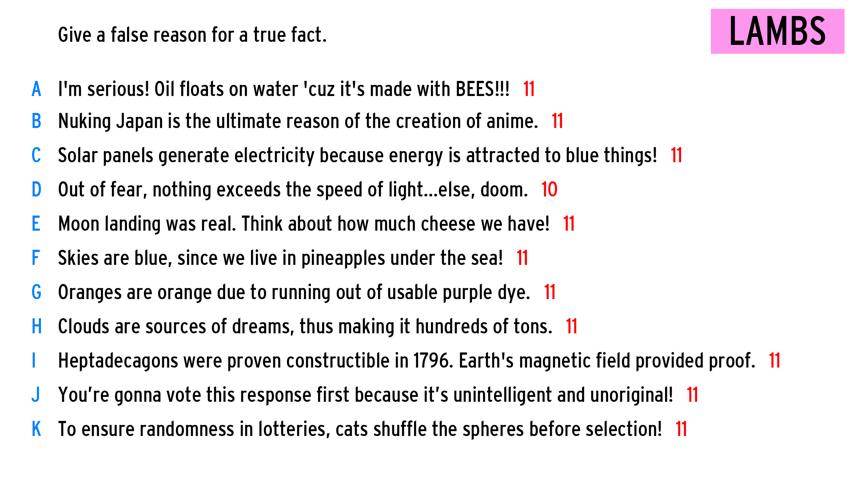 Give a false reason for a true fact.
LAMBS
A I'm serious! Oil floats on water 'cuz it's made with BEES!!! 11
B Nuking Japan is the ultimate reason of the creation of anime. 11
C Solar panels generate electricity because energy is attracted to blue things! 11
D Out of fear, nothing exceeds the speed of light...else, doom. 10
E Moon landing was real. Think about how much cheese we have! 11
F Skies are blue, since we live in pineapples under the sea! 11
G Oranges are orange due to running out of usable purple dye. 11
H Clouds are sources of dreams, thus making it hundreds of tons. 11
I Heptadecagons were proven constructible in 1796. Earth's magnetic field provided proof. 11
J You’re gonna vote this response first because it’s unintelligent and unoriginal! 11
K To ensure randomness in lotteries, cats shuffle the spheres before selection! 11